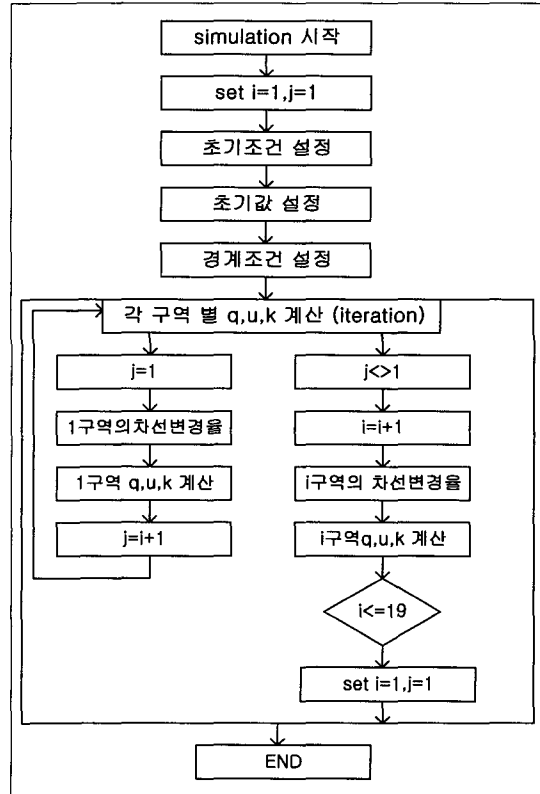 simulation 시작
set i=1,j=1
초기조건 설정
초기값 설정
경계조건 설정
각 구역 별 q,u,k 계산 (iteration)
j=1
j<>1
1구역의차선변경율
i=i+1
1구역 q,u,k 계산
i구역의 차선변경율
j=i+1
i구역q,u,k 계산
i<=19
set i=1,j=1
END